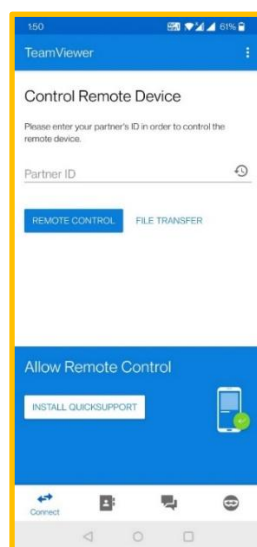 1:50 61%
TeamViewer
Control Remote Device
Please enter your partner's ID in order to control the
remote device.
Partner ID
REMOTE CONTROL FILE TRANSFER
Allow Remote Control
INSTALL QUICKSUPPORT
Connect